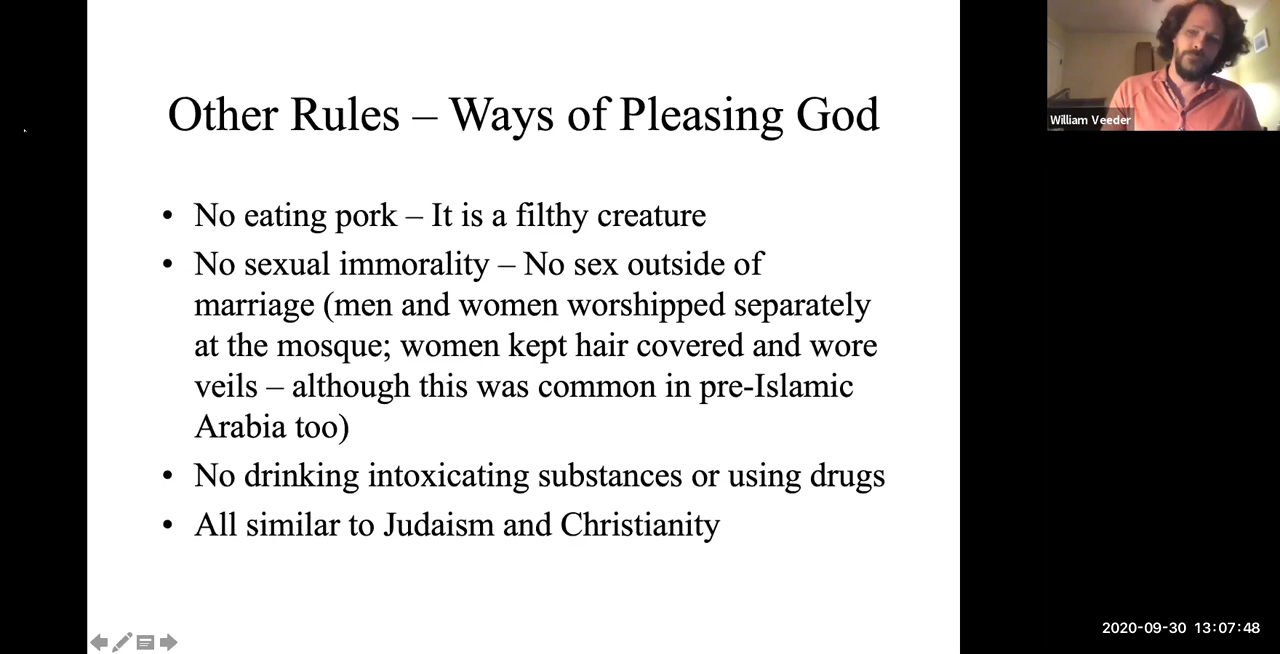 Other Rules – Ways of Pleasing God
• No eating pork – It is a filthy creature
• No sexual immorality – No sex outside of
marriage (men and women worshipped separately
at the mosque; women kept hair covered and wore
veils – although this was common in pre-Islamic
Arabia too)
• No drinking intoxicating substances or using drugs
• All similar to Judaism and Christianity
William Veeder
2020-09-30 13:07:48